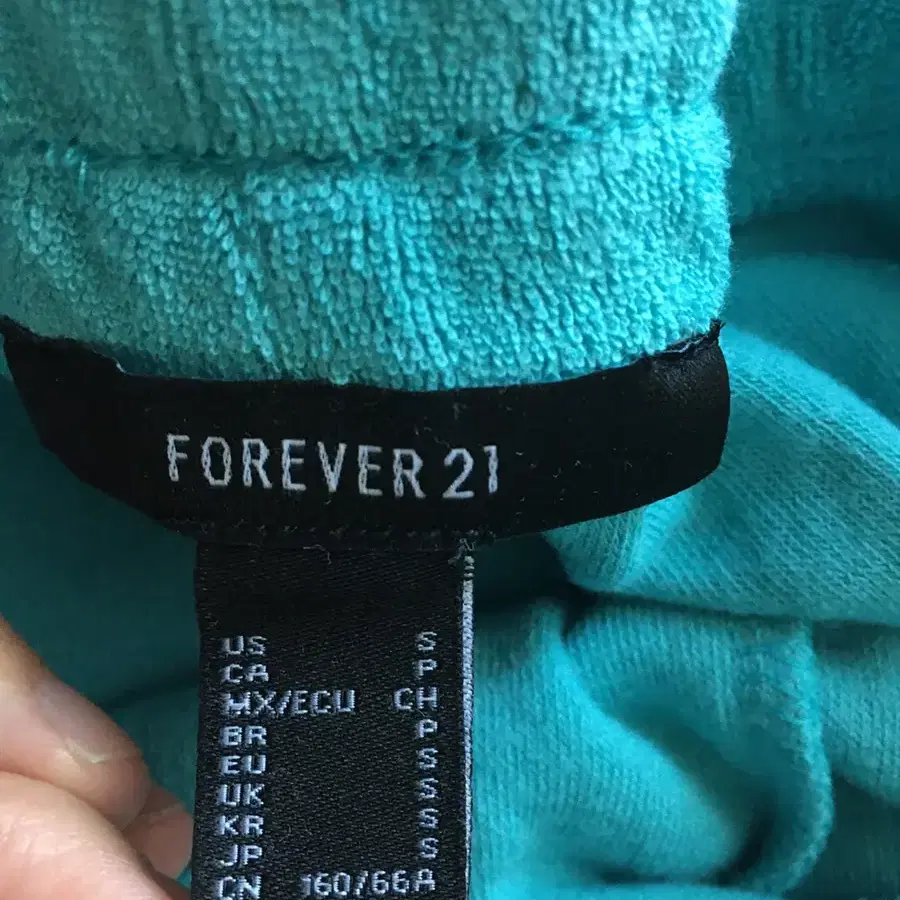 FOREVER 21
US S
CA P
MX/ECU CH
BR P
EU S
UK S
KR S
JP S
CN 160/66A